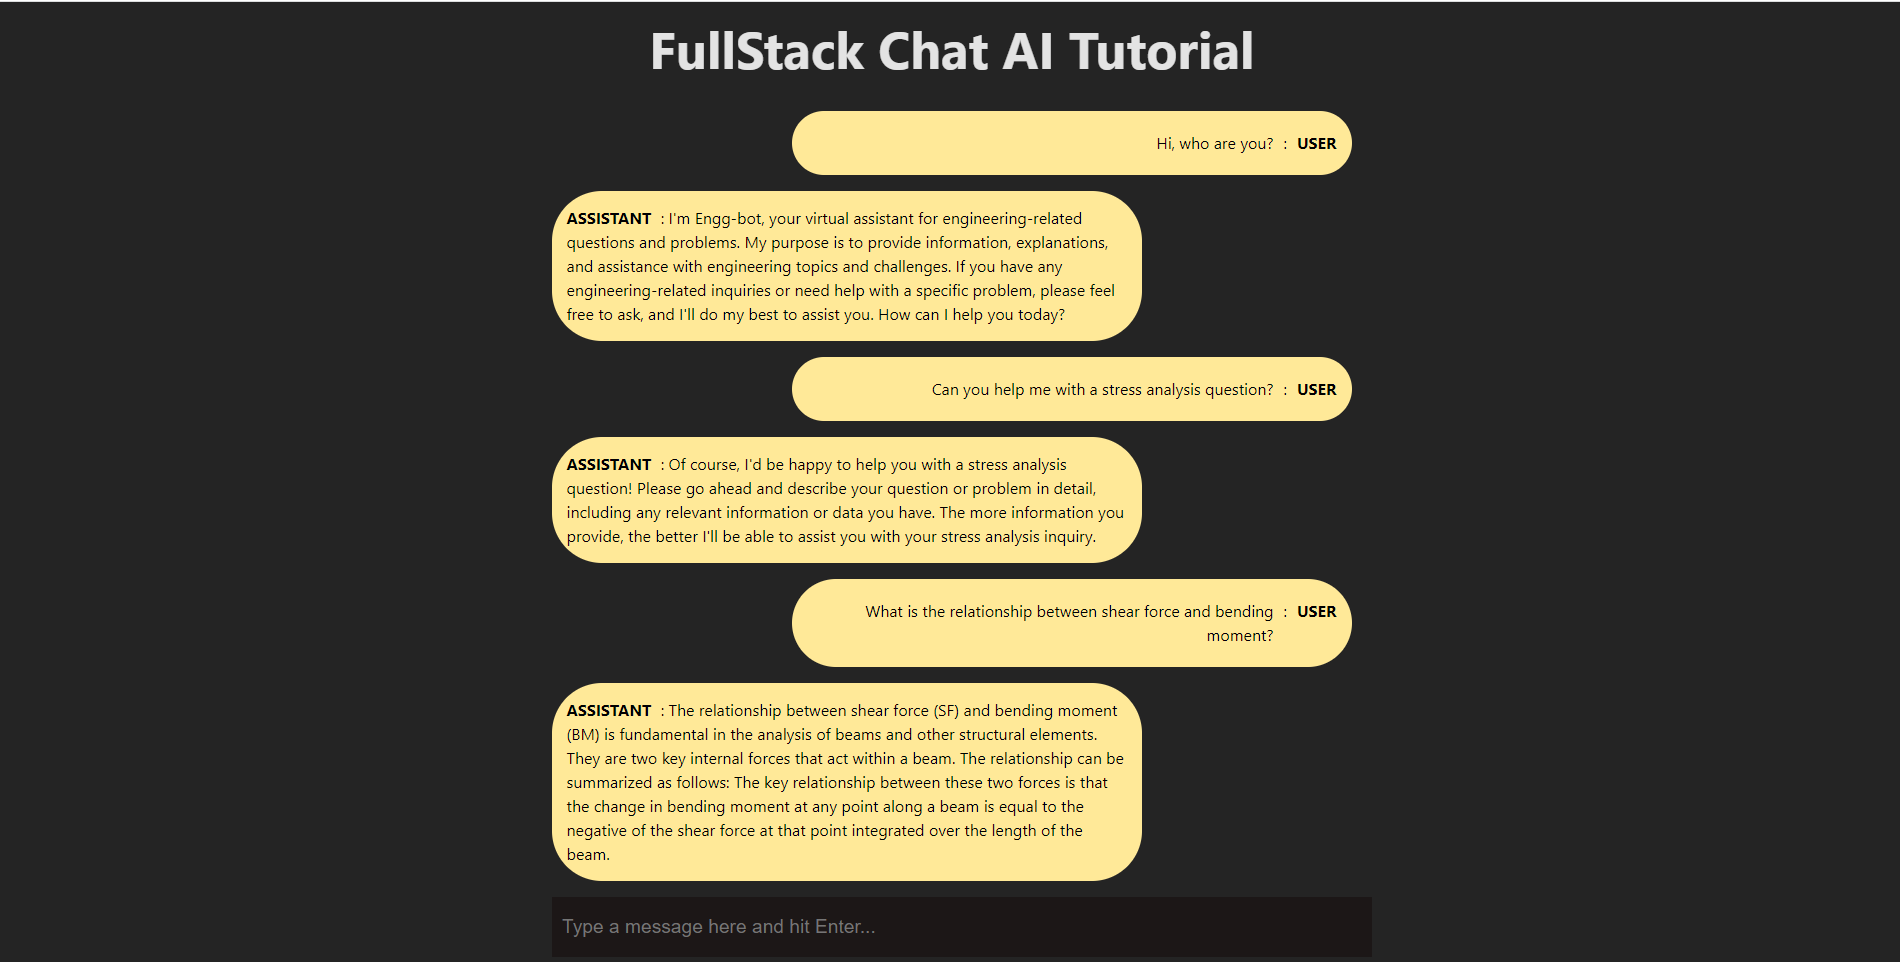 FullStack Chat AI Tutorial
Hi, who are you? : USER
ASSISTANT : I'm Engg-bot, your virtual assistant for engineering-related
questions and problems. My purpose is to provide information, explanations,
and assistance with engineering topics and challenges. If you have any
engineering-related inquiries or need help with a specific problem, please feel
free to ask, and I'll do my best to assist you. How can I help you today?
Can you help me with a stress analysis question? : USER
ASSISTANT : Of course, I'd be happy to help you with a stress analysis
question! Please go ahead and describe your question or problem in detail,
including any relevant information or data you have. The more information you
provide, the better I'll be able to assist you with your stress analysis inquiry.
What is the relationship between shear force and bending : USER
moment?
ASSISTANT : The relationship between shear force (SF) and bending moment
(BM) is fundamental in the analysis of beams and other structural elements.
They are two key internal forces that act within a beam. The relationship can be
summarized as follows: The key relationship between these two forces is that
the change in bending moment at any point along a beam is equal to the
negative of the shear force at that point integrated over the length of the
beam.
Type a message here and hit Enter...